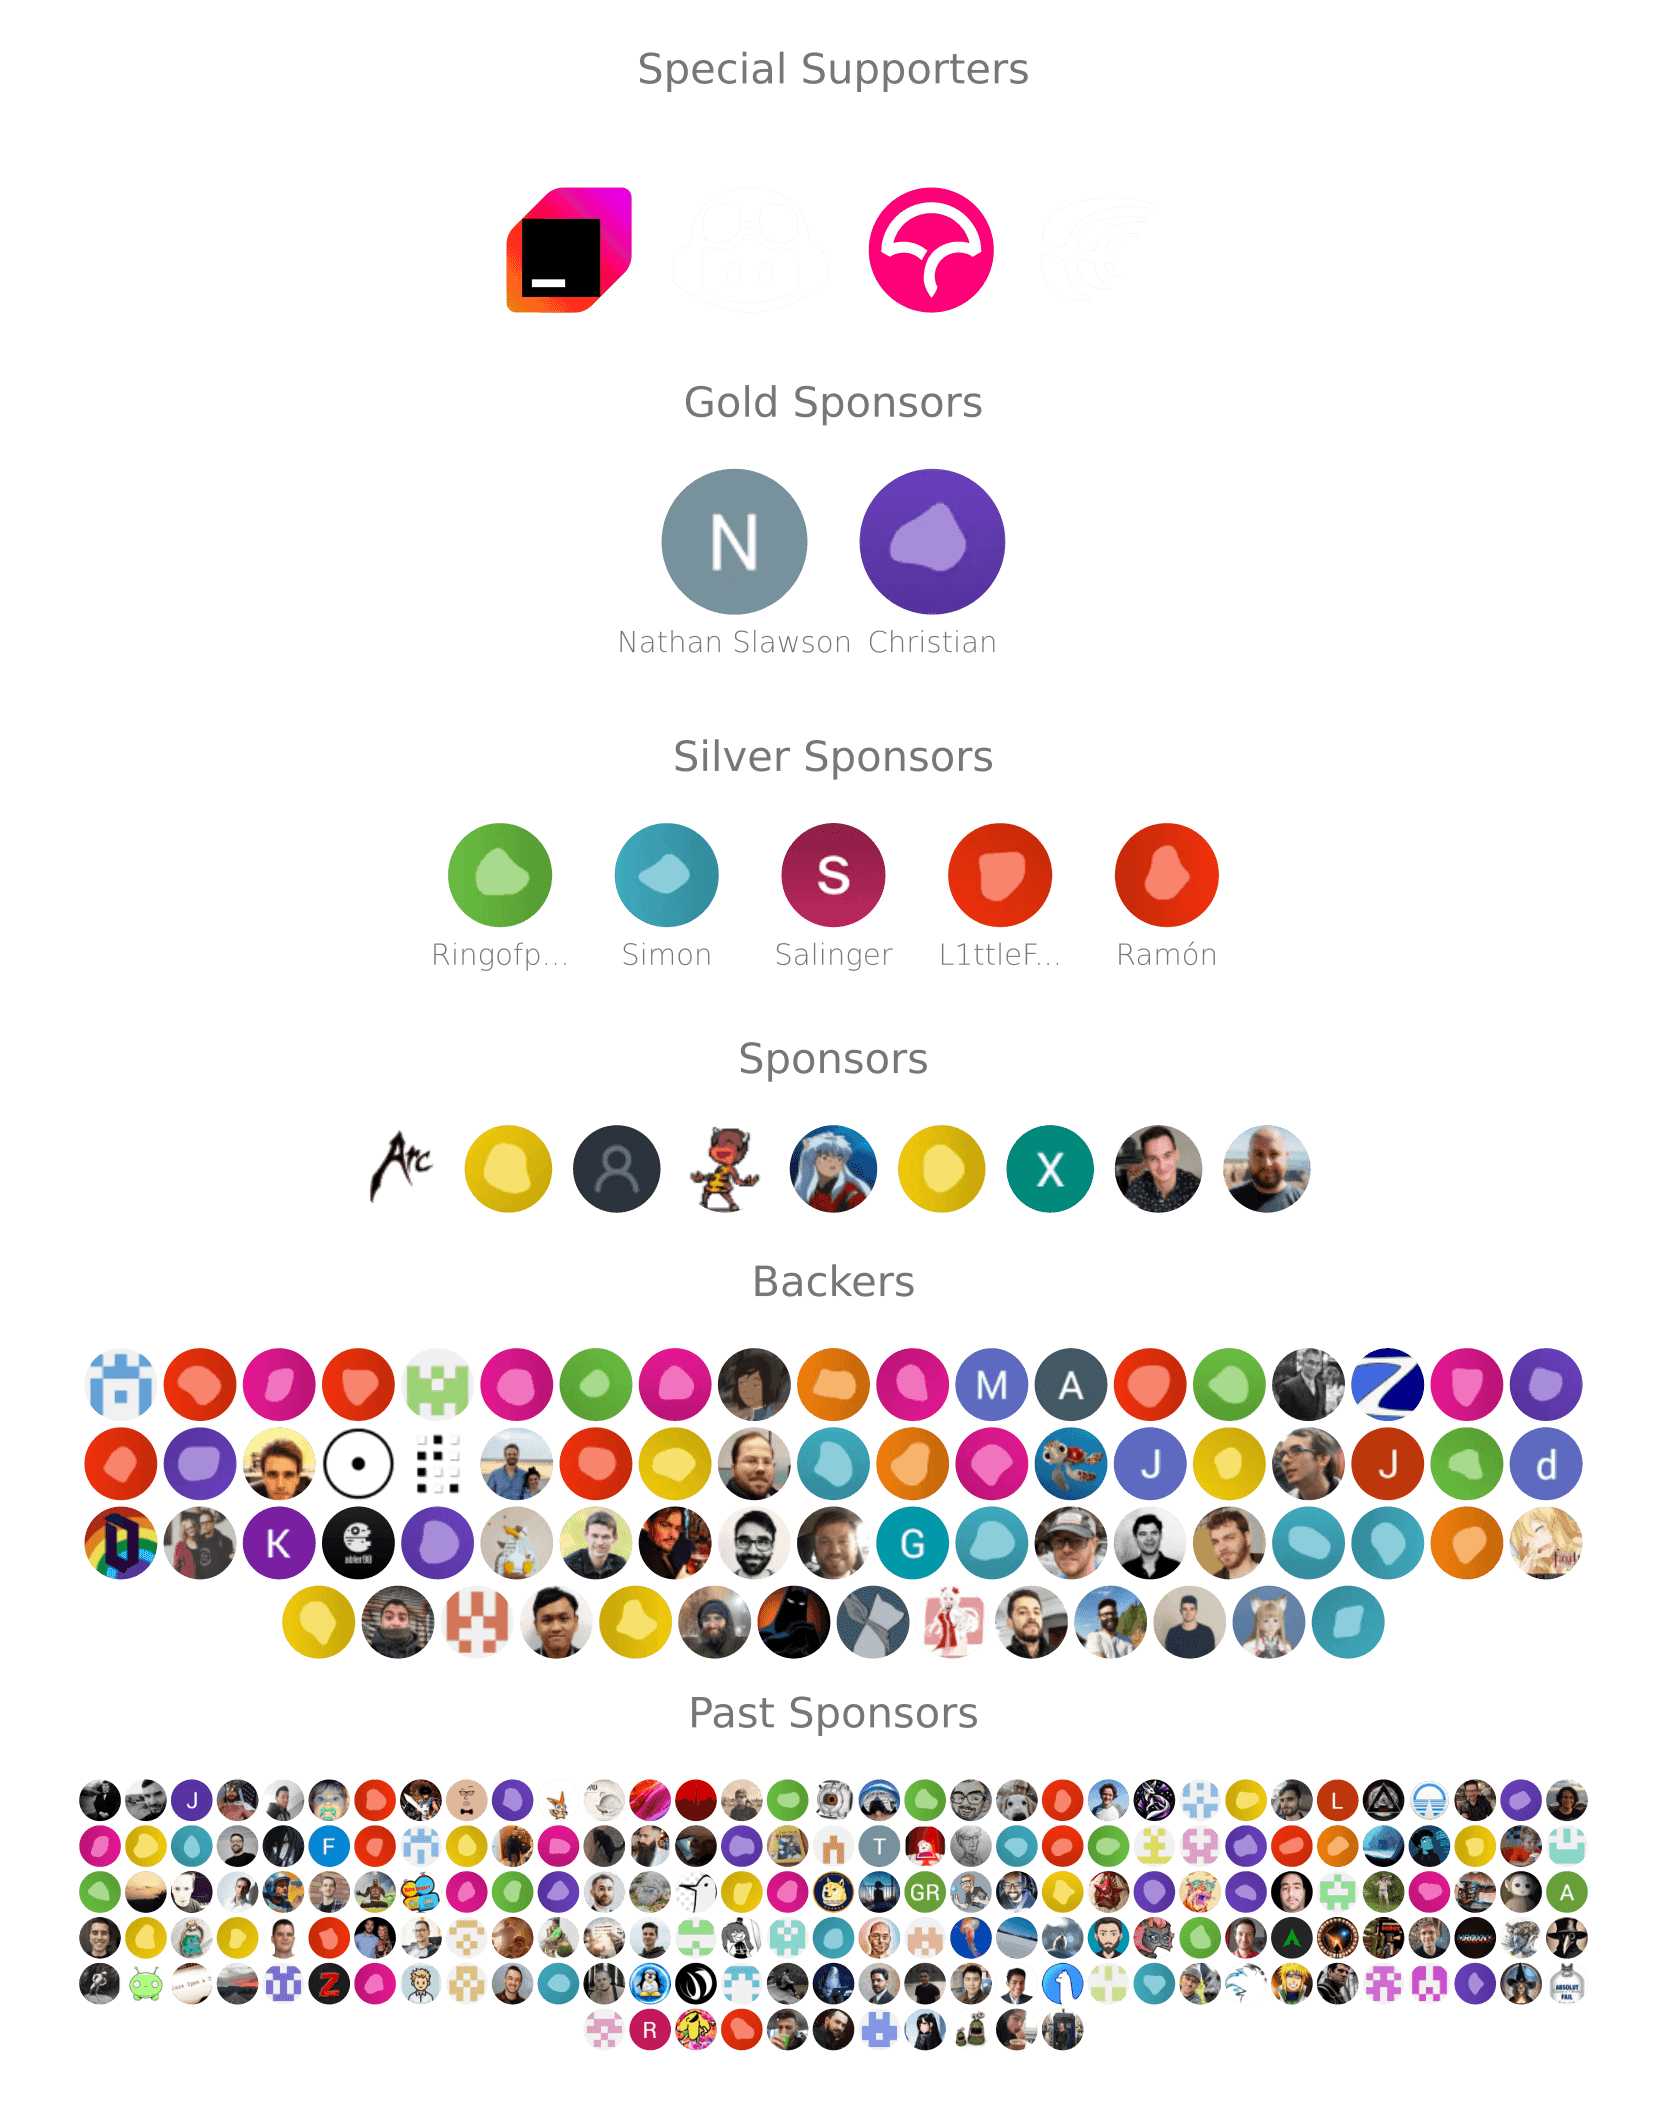 Special Supporters
Gold Sponsors
N
Nathan Slawson Christian
Silver Sponsors
S
Ringofp... Simon Salinger L1ttleF... Ramón
Sponsors
Arc X
Backers
M A
J J d
K G
Past Sponsors
J L
F T
GR A
R